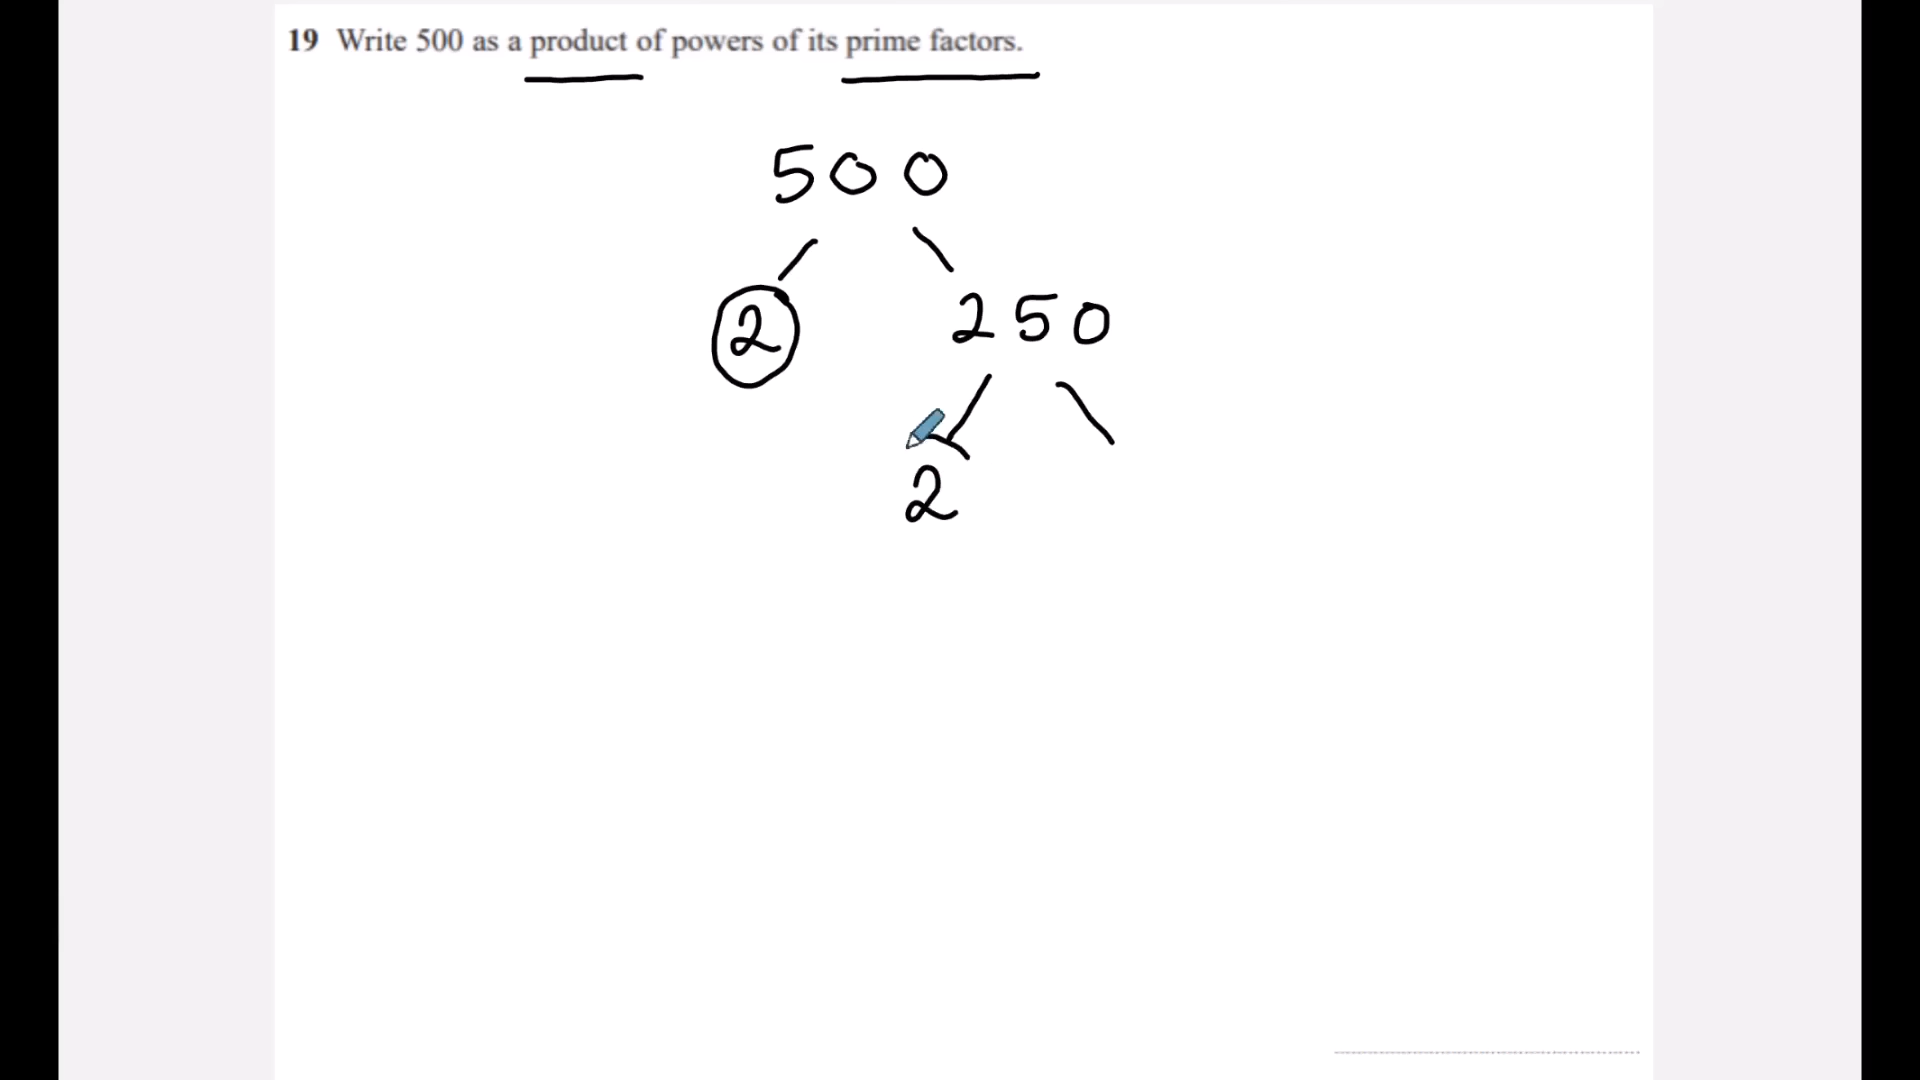 19 Write 500 as a product of powers of its prime factors.
500
2 250
2